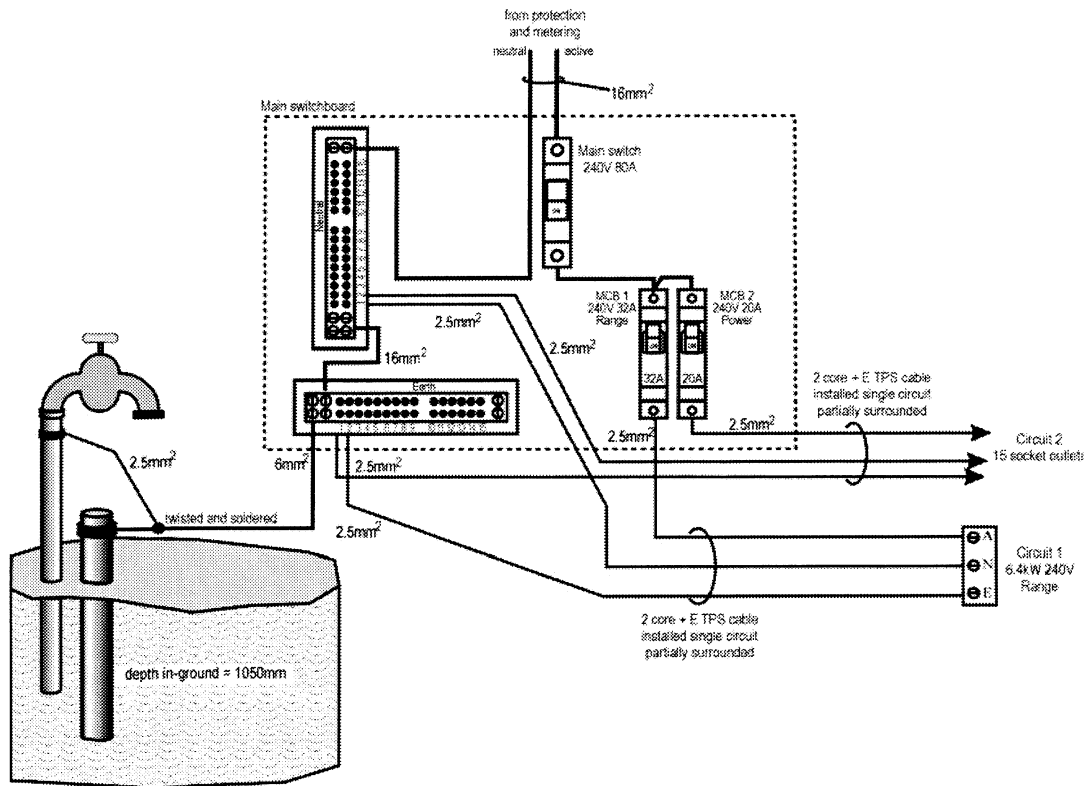 from protection
and metering
neutral active
16mm²
Main switchboard
Main switch
240V 80A
Neutral
MCB 1
240V 32A
Range
MCB 2
240V 20A
Power
2.5mm²
2.5mm²
16mm²
32A
20A
Earth
2 core + E TPS cable
installed single circuit
partially surrounded
2.5mm²
2.5mm²
Circuit 2
15 socket outlets
2.5mm²
6mm²
2.5mm²
twisted and soldered
2.5mm²
A
N
E
Circuit 1
6.4kW 240V
Range
2 core + E TPS cable
installed single circuit
partially surrounded
depth in-ground = 1050mm